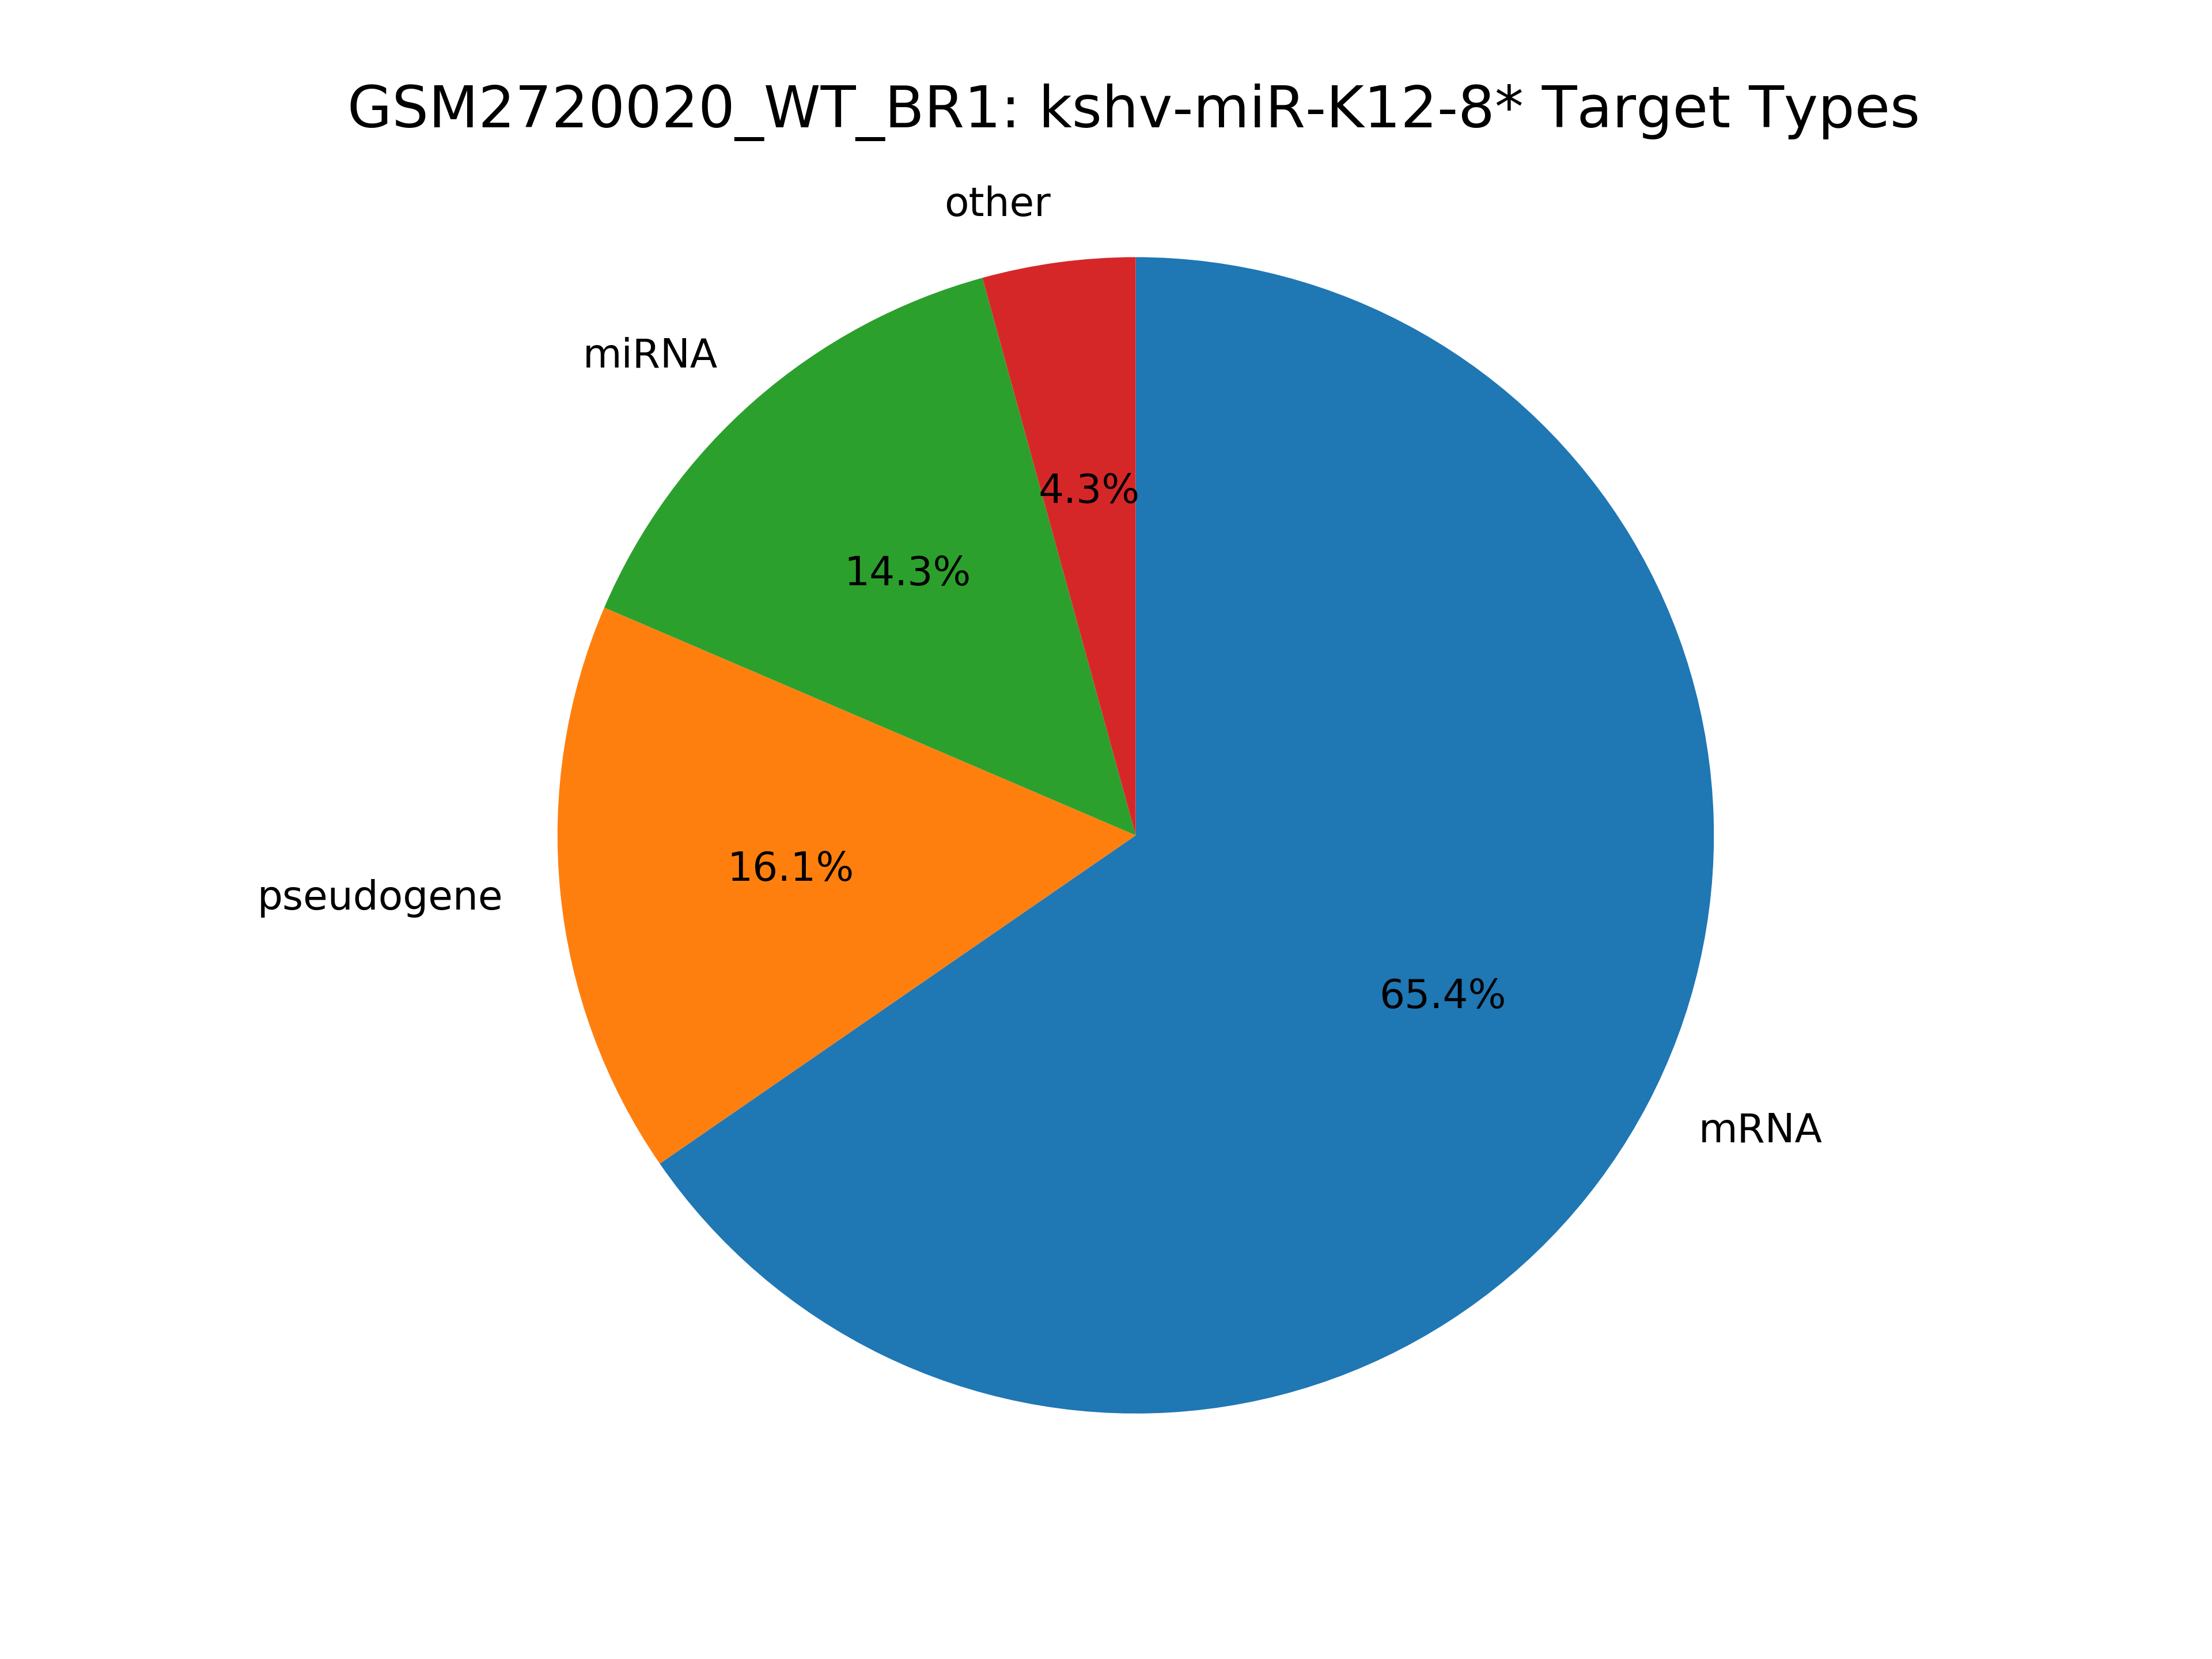 GSM2720020_WT_BR1: kshv-miR-K12-8* Target Types
other
miRNA
4.3%
14.3%
16.1%
pseudogene
65.4%
mRNA